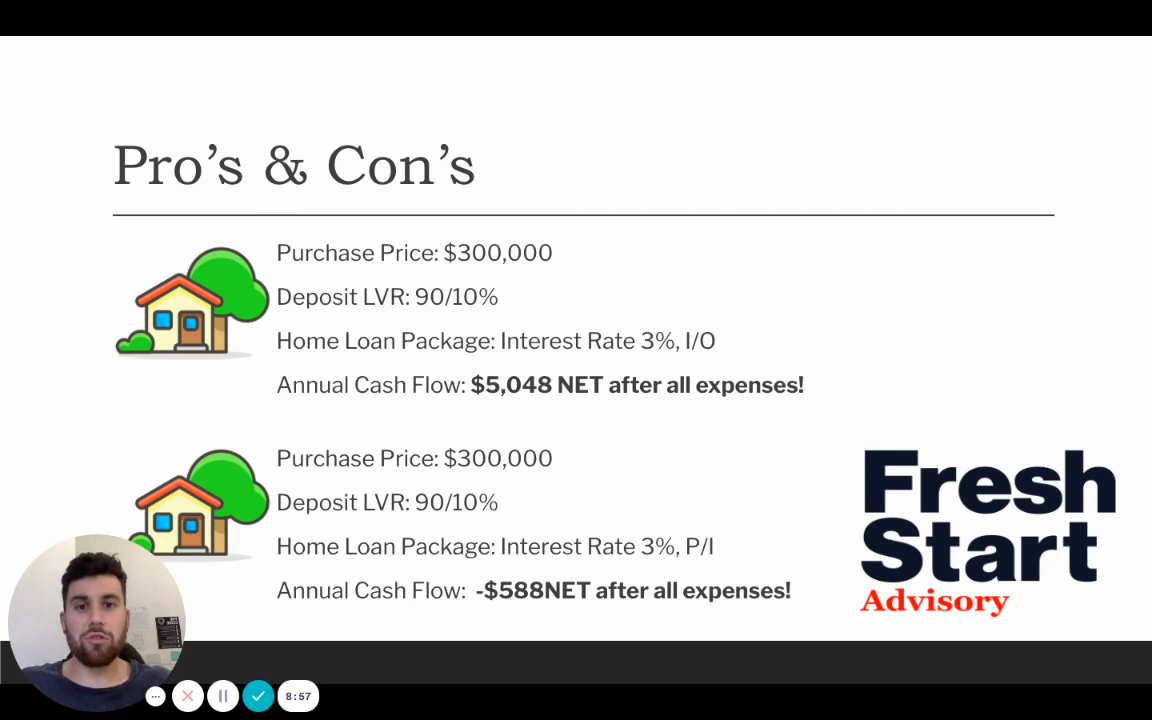 Pro’s & Con’s
Purchase Price: $300,000
Deposit LVR: 90/10%
Home Loan Package: Interest Rate 3%, I/O
Annual Cash Flow: $5,048 NET after all expenses!
Purchase Price: $300,000
Deposit LVR: 90/10%
Home Loan Package: Interest Rate 3%, P/I
Annual Cash Flow:  -$588NET after all expenses!
Fresh
Start
Advisory
8:57